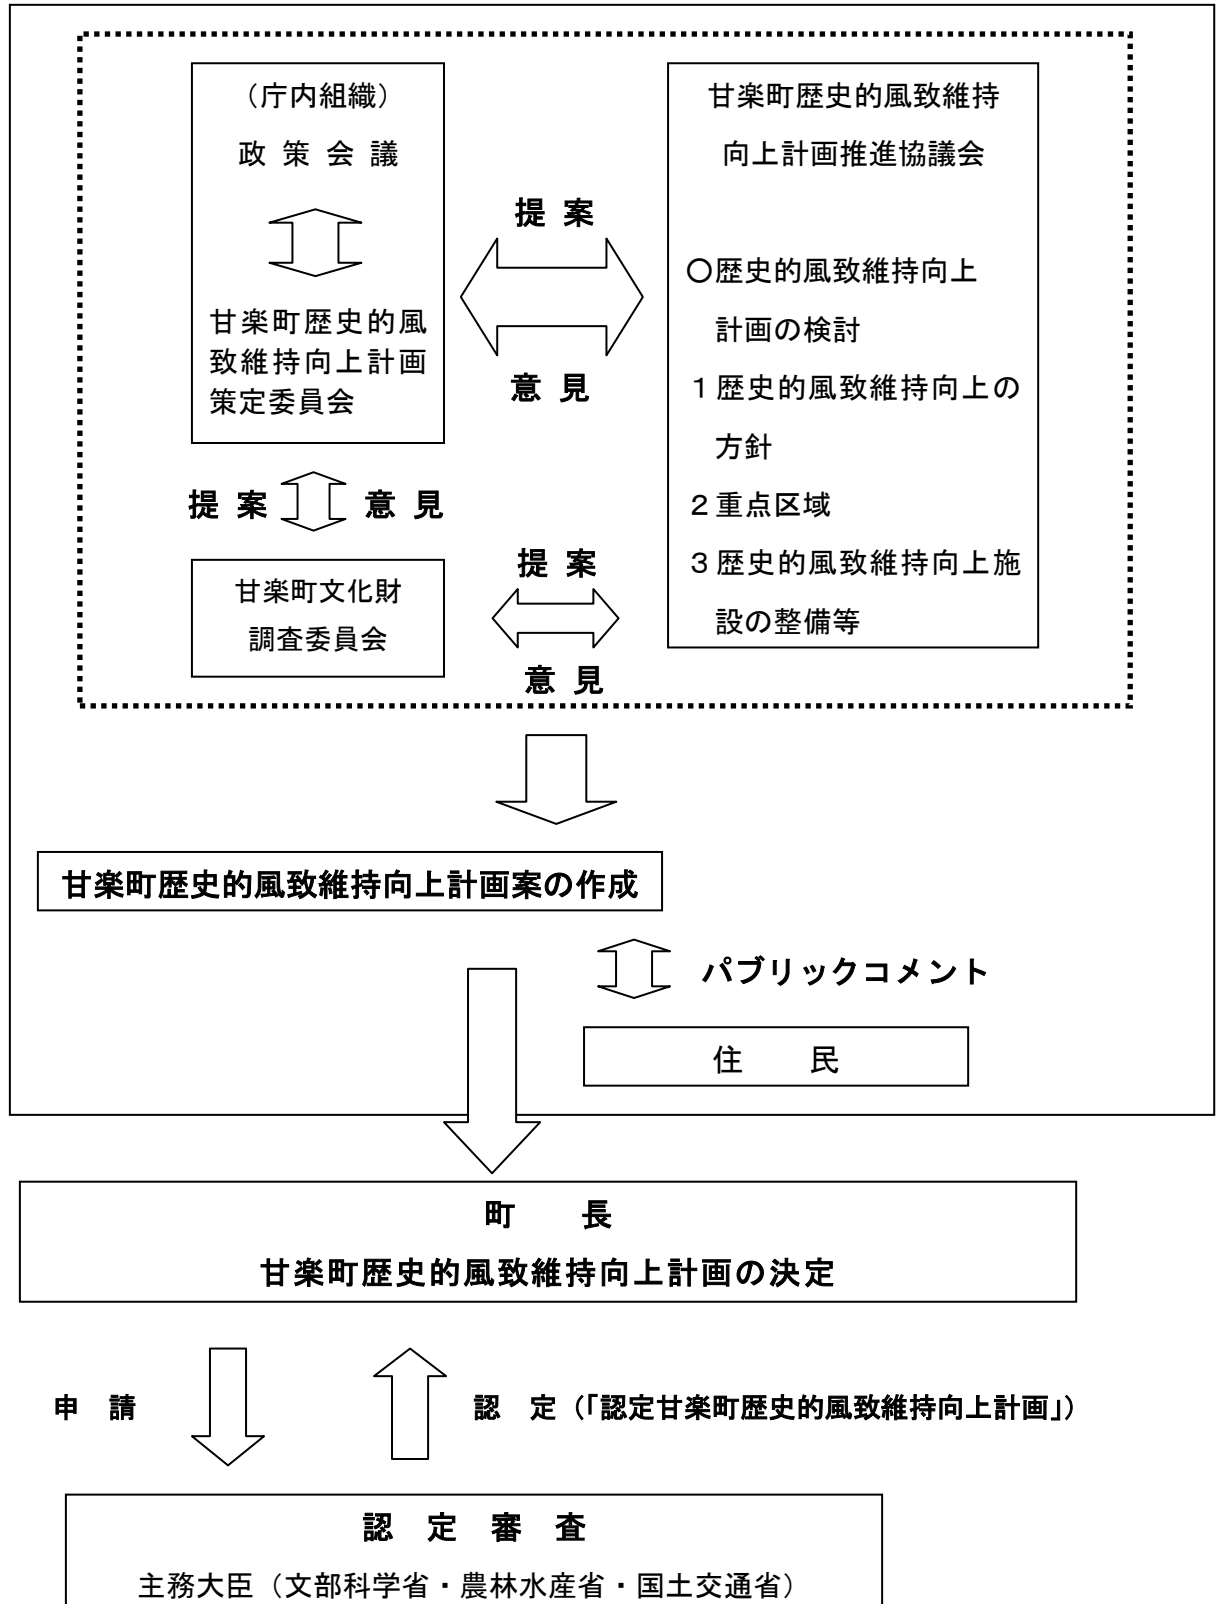 （庁内組織）
政策会議
甘楽町歴史的風
致維持向上計画
策定委員会
提案
意見
甘楽町歴史的風致維持
向上計画推進協議会
〇歴史的風致維持向上
計画の検討
１歴史的風致維持向上の
方針
２重点区域
３歴史的風致維持向上施
設の整備等
提案 意見
甘楽町文化財
調査委員会
提案
意見
甘楽町歴史的風致維持向上計画案の作成
パブリックコメント
住　民
町　長
甘楽町歴史的風致維持向上計画の決定
申　請
認　定（「認定甘楽町歴史的風致維持向上計画」）
認　定　審　査
主務大臣（文部科学省・農林水産省・国土交通省）